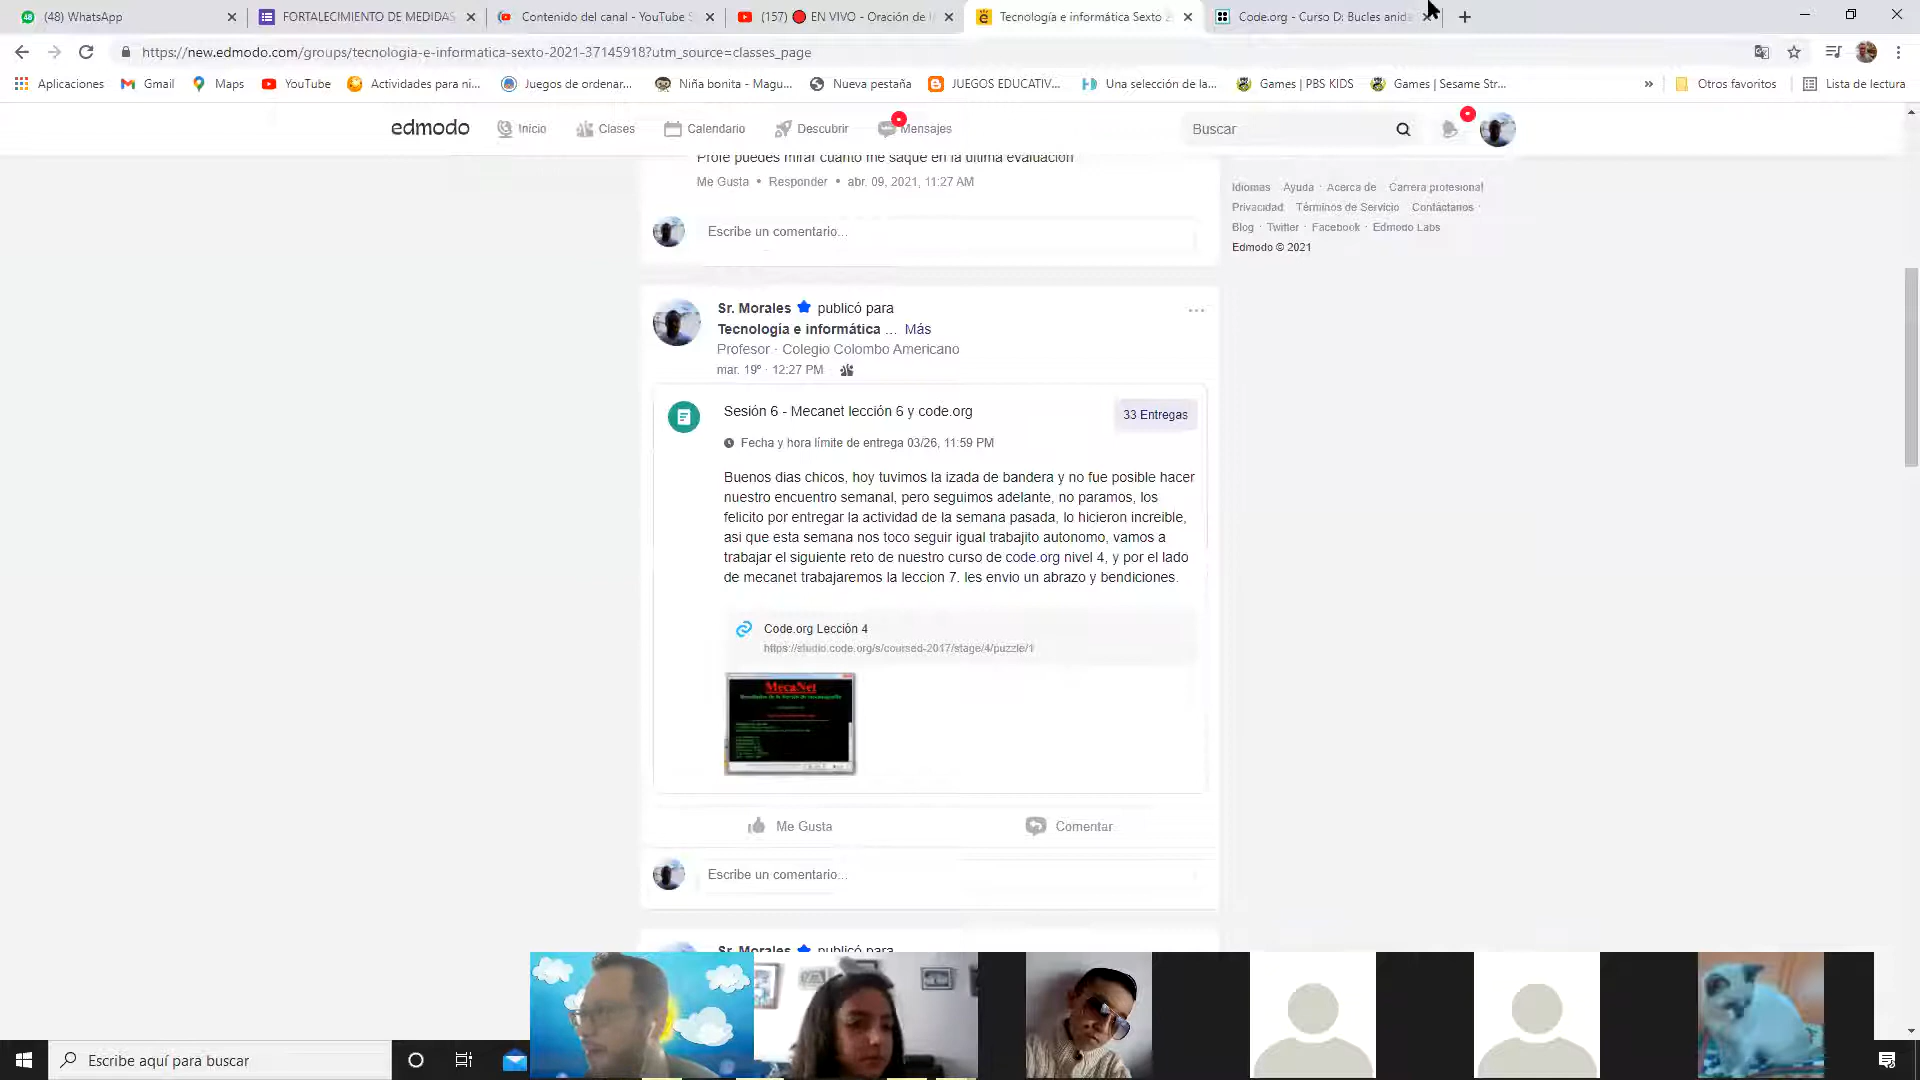 (48) WhatsApp
FORTALECIMIENTO DE MEDIDAS
Contenido del canal - YouTube S
(157) 🔴 EN VIVO - Oración de l
Tecnología e informática Sexto 2
Code.org - Curso D: Bucles anida
https://new.edmodo.com/groups/tecnologia-e-informatica-sexto-2021-37145918?utm_source=classes_page
Aplicaciones
Gmail
Maps
YouTube
Actividades para ni...
Juegos de ordenar...
Niña bonita - Magu...
Nueva pestaña
JUEGOS EDUCATIV...
Una selección de la...
Games | PBS KIDS
Games | Sesame Str...
»
Otros favoritos
Lista de lectura
edmodo
Inicio
Clases
Calendario
Descubrir
Mensajes
Buscar
Profe puedes mirar cuanto me saque en la ultima evaluacion
Me Gusta • Responder • abr. 09, 2021, 11:27 AM
Escribe un comentario...
Idiomas · Ayuda · Acerca de · Carrera profesional
Privacidad · Términos de Servicio · Contáctanos ·
Blog · Twitter · Facebook · Edmodo Labs
Edmodo © 2021
Sr. Morales publicó para
Tecnología e informática ... Más
Profesor · Colegio Colombo Americano
mar. 19º · 12:27 PM ·
Sesión 6 - Mecanet lección 6 y code.org
33 Entregas
Fecha y hora límite de entrega 03/26, 11:59 PM
Buenos dias chicos, hoy tuvimos la izada de bandera y no fue posible hacer
nuestro encuentro semanal, pero seguimos adelante, no paramos, los
felicito por entregar la actividad de la semana pasada, lo hicieron increible,
asi que esta semana nos toco seguir igual trabajito autonomo, vamos a
trabajar el siguiente reto de nuestro curso de code.org nivel 4, y por el lado
de mecanet trabajaremos la leccion 7. les envio un abrazo y bendiciones.
Code.org Lección 4
https://studio.code.org/s/coursed-2017/stage/4/puzzle/1
MecaNet
Me Gusta
Comentar
Escribe un comentario...
Sr. Morales publicó para
Escribe aquí para buscar